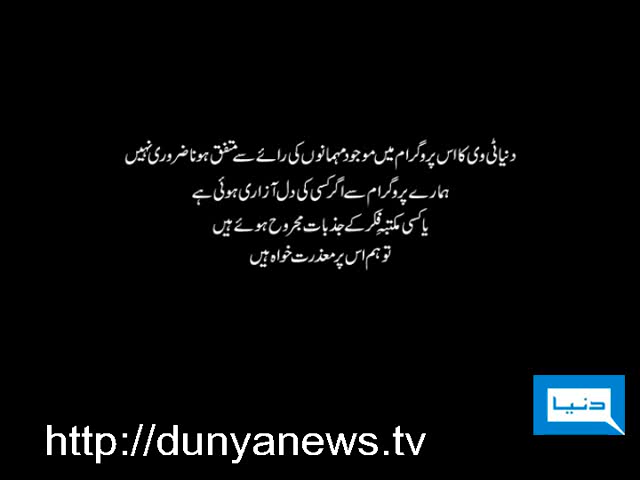 دنیا ٹی وی کا اس پروگرام میں موجود مہمانوں کی رائے سے متفق ہونا ضروری نہیں
ہمارے پروگرام سے اگر کسی کی دل آزاری ہوئی ہے
یا کسی مکتبہِ فکر کے جذبات مجروح ہوئے ہیں
تو ہم اس پر معذرت خواہ ہیں
دنیا
http://dunyanews.tv